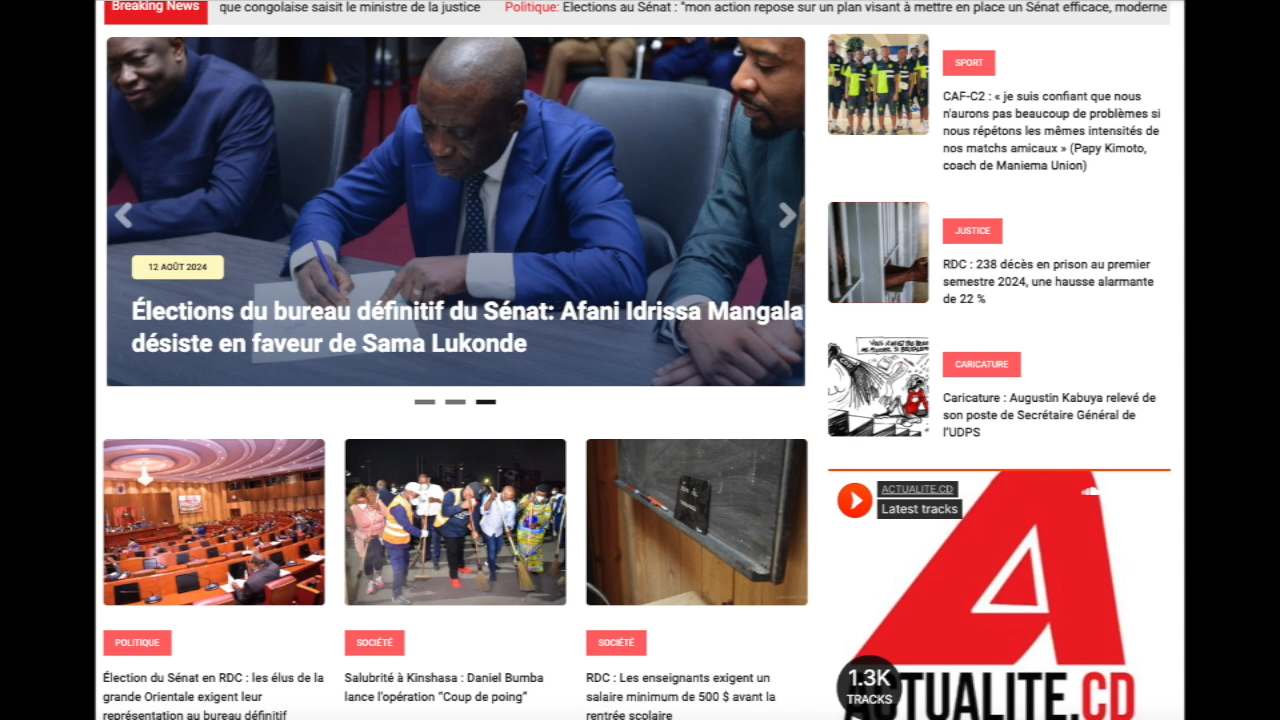 Breaking News
que congolaise saisit le ministre de la justice
Politique: Elections au Sénat : "mon action repose sur un plan visant à mettre en place un Sénat efficace, moderne
12 AOÛT 2024
Élections du bureau définitif du Sénat: Afani Idrissa Mangala
désiste en faveur de Sama Lukonde
SPORT
CAF-C2 : « je suis confiant que nous
n'aurons pas beaucoup de problèmes si
nous répétons les mêmes intensités de
nos matchs amicaux » (Papy Kimoto,
coach de Maniema Union)
JUSTICE
RDC : 238 décès en prison au premier
semestre 2024, une hausse alarmante
de 22 %
CARICATURE
Caricature : Augustin Kabuya relevé de
son poste de Secrétaire Général de
l'UDPS
POLITIQUE
Élection du Sénat en RDC : les élus de la
grande Orientale exigent leur
représentation au bureau définitif
SOCIÉTÉ
Salubrité à Kinshasa : Daniel Bumba
lance l'opération "Coup de poing"
SOCIÉTÉ
RDC : Les enseignants exigent un
salaire minimum de 500 $ avant la
rentrée scolaire
ACTUALITE.CD
Latest tracks
1.3K
TRACKS
ACTUALITE.CD